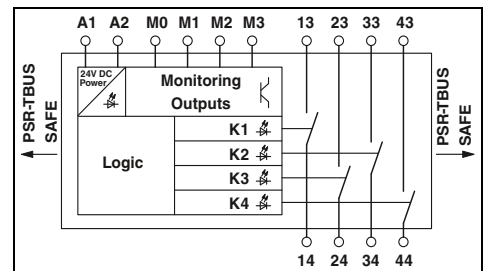 A1 A2 M0 M1 M2 M3 13 23 33 43
24V DC
Power
Monitoring
Outputs
PSR-TBUS
SAFE
Logic
K1
K2
K3
K4
PSR-TBUS
SAFE
14 24 34 44